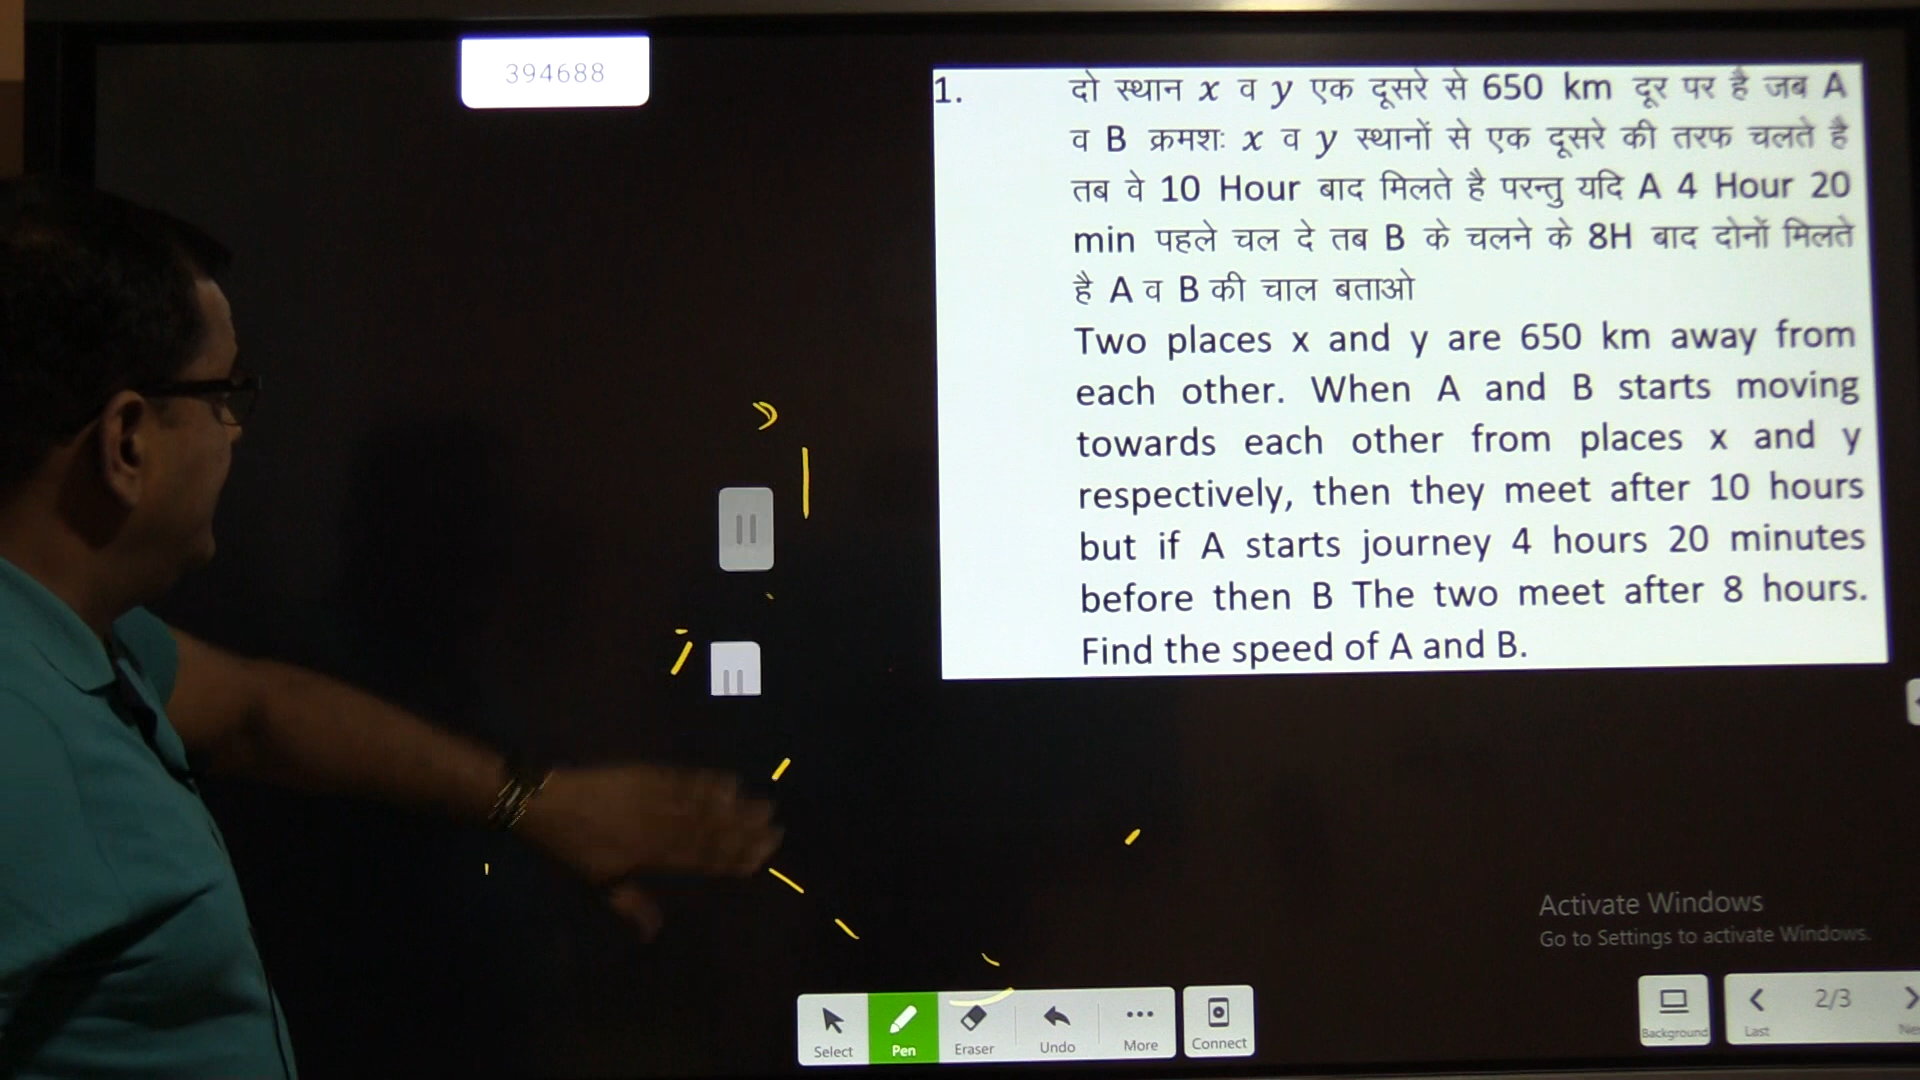 394688
1.
दो स्थान x व y एक दूसरे से 650 km दूर पर है जब A
व B क्रमशः x व y स्थानों से एक दूसरे की तरफ चलते है
तब वे 10 Hour बाद मिलते है परन्तु यदि A 4 Hour 20
min पहले चल दे तब B के चलने के 8H बाद दोनों मिलते
है A व B की चाल बताओ
Two places x and y are 650 km away from
each other. When A and B starts moving
towards each other from places x and y
respectively, then they meet after 10 hours
but if A starts journey 4 hours 20 minutes
before then B The two meet after 8 hours.
Find the speed of A and B.
Activate Windows
Go to Settings to activate Windows.
Select Pen Eraser Undo More Connect
Background Last 2/3